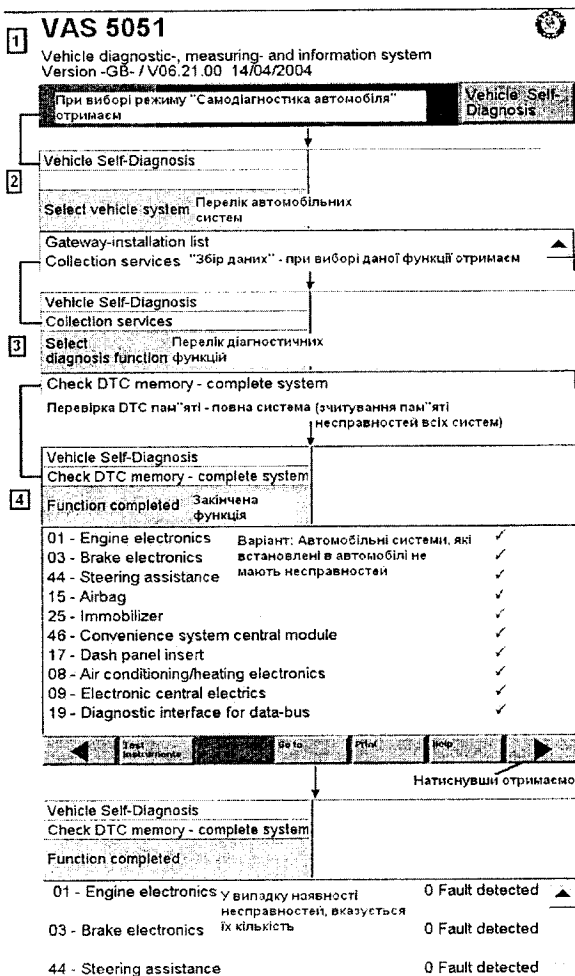 1
VAS 5051
Vehicle diagnostic-, measuring- and information system
Version -GB- / V06.21.00 14/04/2004
При виборі режиму "Самодіагностика автомобіля"
отримаєм
Vehicle Self-
Diagnosis
2
Vehicle Self-Diagnosis
Select vehicle system Перелік автомобільних
систем
Gateway-installation list
Collection services "Збір даних" - при виборі даної функції отримаєм
3
Vehicle Self-Diagnosis
Collection services
Select Перелік діагностичних
diagnosis function функцій
Check DTC memory - complete system
Перевірка DTC пам"яті - повна система (зчитування пам"яті
несправностей всіх систем)
4
Vehicle Self-Diagnosis
Check DTC memory - complete system
Function completed Закінчена
функція
01 - Engine electronics Варіант: Автомобільні системи, які ✓
03 - Brake electronics встановлені в автомобілі не ✓
44 - Steering assistance мають несправностей ✓
15 - Airbag ✓
25 - Immobilizer ✓
46 - Convenience system central module ✓
17 - Dash panel insert ✓
08 - Air conditioning/heating electronics ✓
09 - Electronic central electrics ✓
19 - Diagnostic interface for data-bus ✓
Test
instruments
Go to
Print
Help
Натиснувши отримаємо
Vehicle Self-Diagnosis
Check DTC memory - complete system
Function completed
01 - Engine electronics У випадку наявності 0 Fault detected
несправностей, вказується
03 - Brake electronics їх кількість 0 Fault detected
44 - Steering assistance 0 Fault detected